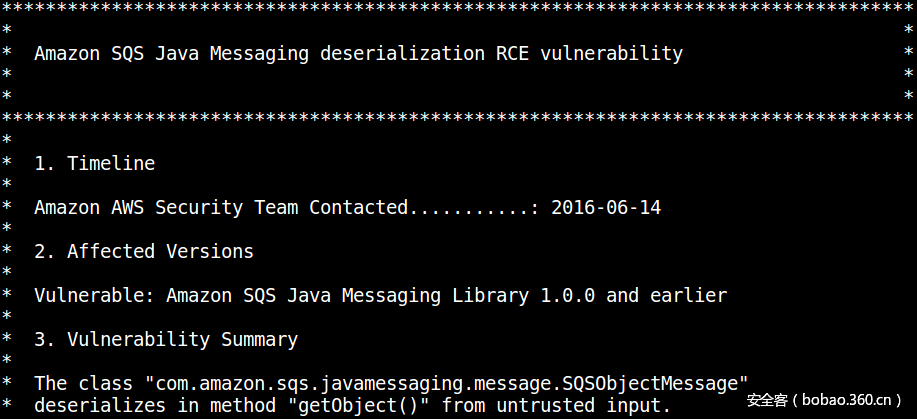 ***********************************************************************************
* *
* Amazon SQS Java Messaging deserialization RCE vulnerability *
* *
* *
***********************************************************************************
*
* 1. Timeline
*
* Amazon AWS Security Team Contacted...........: 2016-06-14
*
* 2. Affected Versions
*
* Vulnerable: Amazon SQS Java Messaging Library 1.0.0 and earlier
*
* 3. Vulnerability Summary
*
* The class "com.amazon.sqs.javamessaging.message.SQSObjectMessage"
* deserializes in method "getObject()" from untrusted input.
安全客（bobao.360.cn）